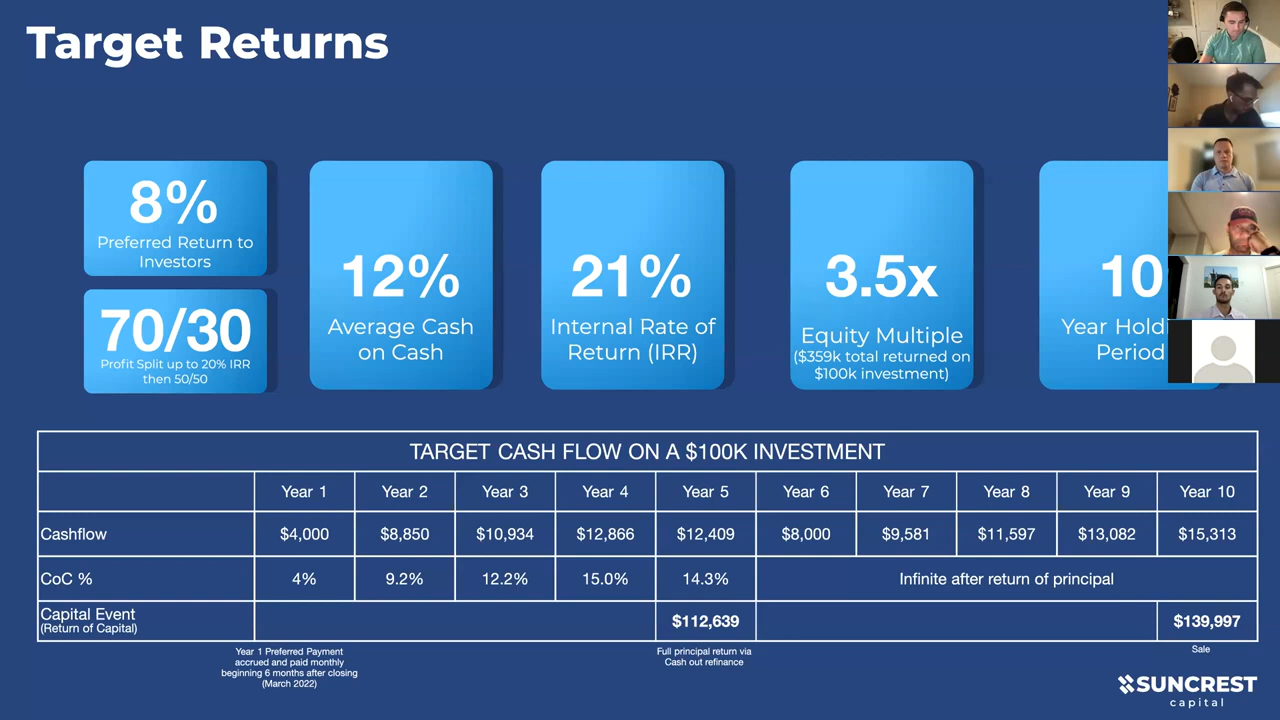 Target Returns
8%
Preferred Return to
Investors
70/30
Profit Split up to 20% IRR
then 50/50
12%
Average Cash
on Cash
21%
Internal Rate of
Return (IRR)
3.5x
Equity Multiple
($359k total returned on
$100k investment)
10
Year Hold
Period
TARGET CASH FLOW ON A $100K INVESTMENT
Year 1 Year 2 Year 3 Year 4 Year 5 Year 6 Year 7 Year 8 Year 9 Year 10
Cashflow $4,000 $8,850 $10,934 $12,866 $12,409 $8,000 $9,581 $11,597 $13,082 $15,313
CoC % 4% 9.2% 12.2% 15.0% 14.3% Infinite after return of principal
Capital Event
(Return of Capital)
$112,639 $139,997
Year 1 Preferred Payment
accrued and paid monthly
beginning 6 months after closing
(March 2022)
Full principal return via
Cash out refinance
Sale
SUNCREST
capital